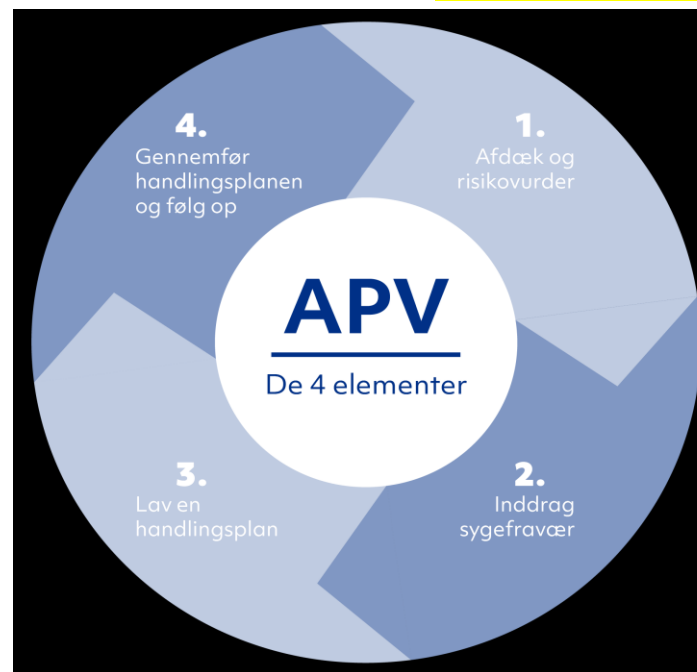 APV
De 4 elementer
1.
Afdæk og
risikovurder
2.
Inddrag
sygefravær
3.
Lav en
handlingsplan
4.
Gennemfør
handlingsplanen
og følg op